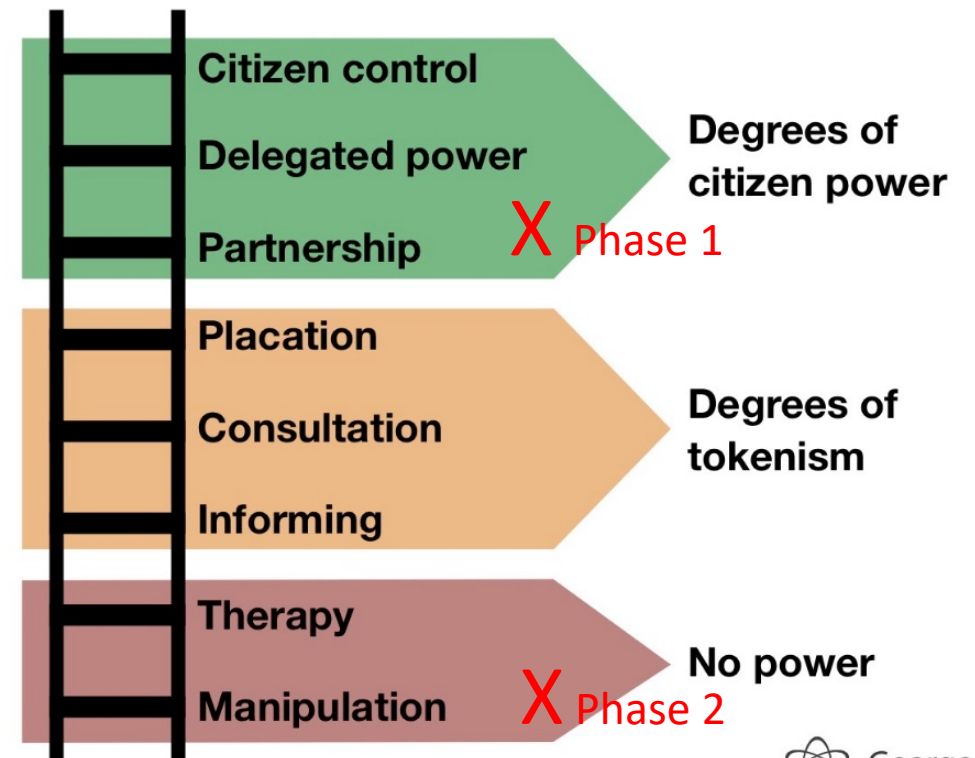 Citizen control
Delegated power
Partnership
X Phase 1
Degrees of
citizen power
Placation
Consultation
Informing
Degrees of
tokenism
Therapy
Manipulation
X Phase 2
No power